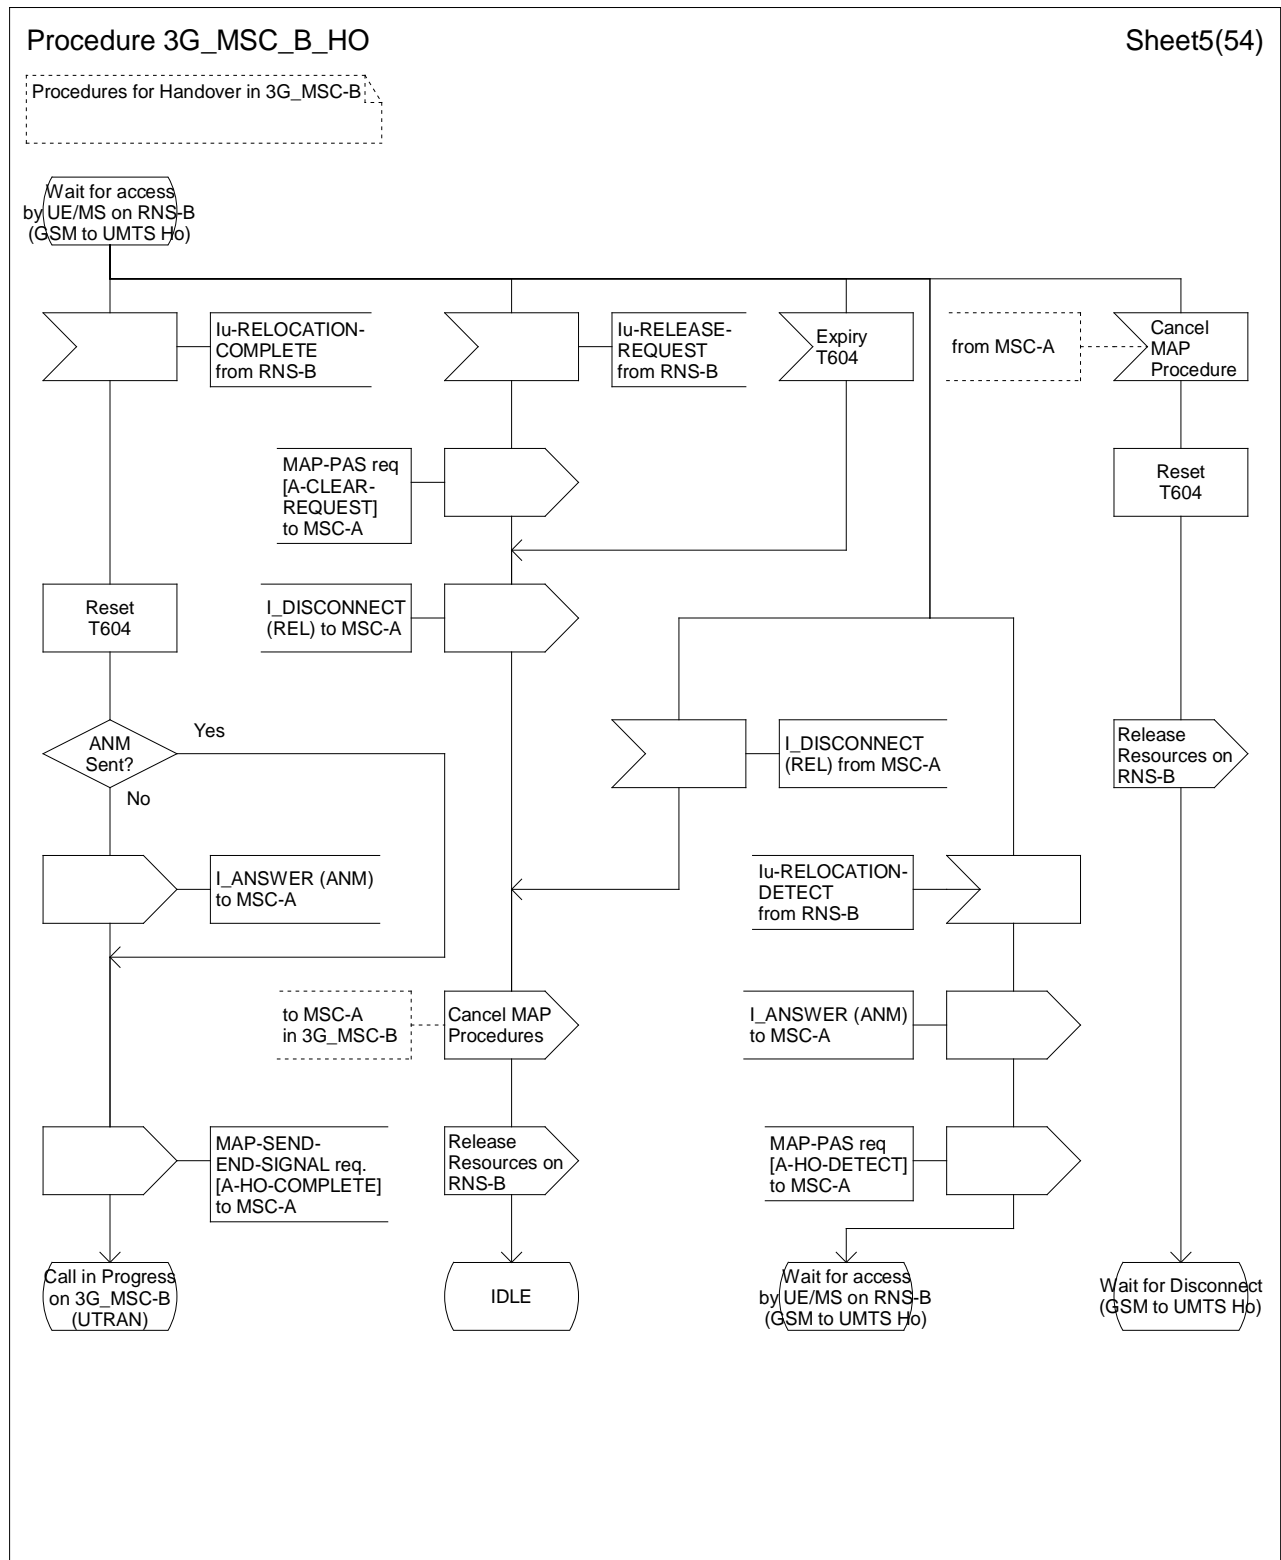 Procedure 3G_MSC_B_HO
Sheet5(54)
Procedures for Handover in 3G_MSC-B
Wait for access
by UE/MS on RNS-B
(GSM to UMTS Ho)
Iu-RELOCATION-
COMPLETE
from RNS-B
Iu-RELEASE-
REQUEST
from RNS-B
Expiry
T604
from MSC-A
Cancel
MAP
Procedure
MAP-PAS req
[A-CLEAR-
REQUEST]
to MSC-A
Reset
T604
Reset
T604
I_DISCONNECT
(REL) to MSC-A
ANM
Sent?
Yes
No
I_DISCONNECT
(REL) from MSC-A
Release
Resources on
RNS-B
I_ANSWER (ANM)
to MSC-A
Iu-RELOCATION-
DETECT
from RNS-B
to MSC-A
in 3G_MSC-B
Cancel MAP
Procedures
I_ANSWER (ANM)
to MSC-A
MAP-SEND-
END-SIGNAL req.
[A-HO-COMPLETE]
to MSC-A
Release
Resources on
RNS-B
MAP-PAS req
[A-HO-DETECT]
to MSC-A
Call in Progress
on 3G_MSC-B
(UTRAN)
IDLE
Wait for access
by UE/MS on RNS-B
(GSM to UMTS Ho)
Wait for Disconnect
(GSM to UMTS Ho)